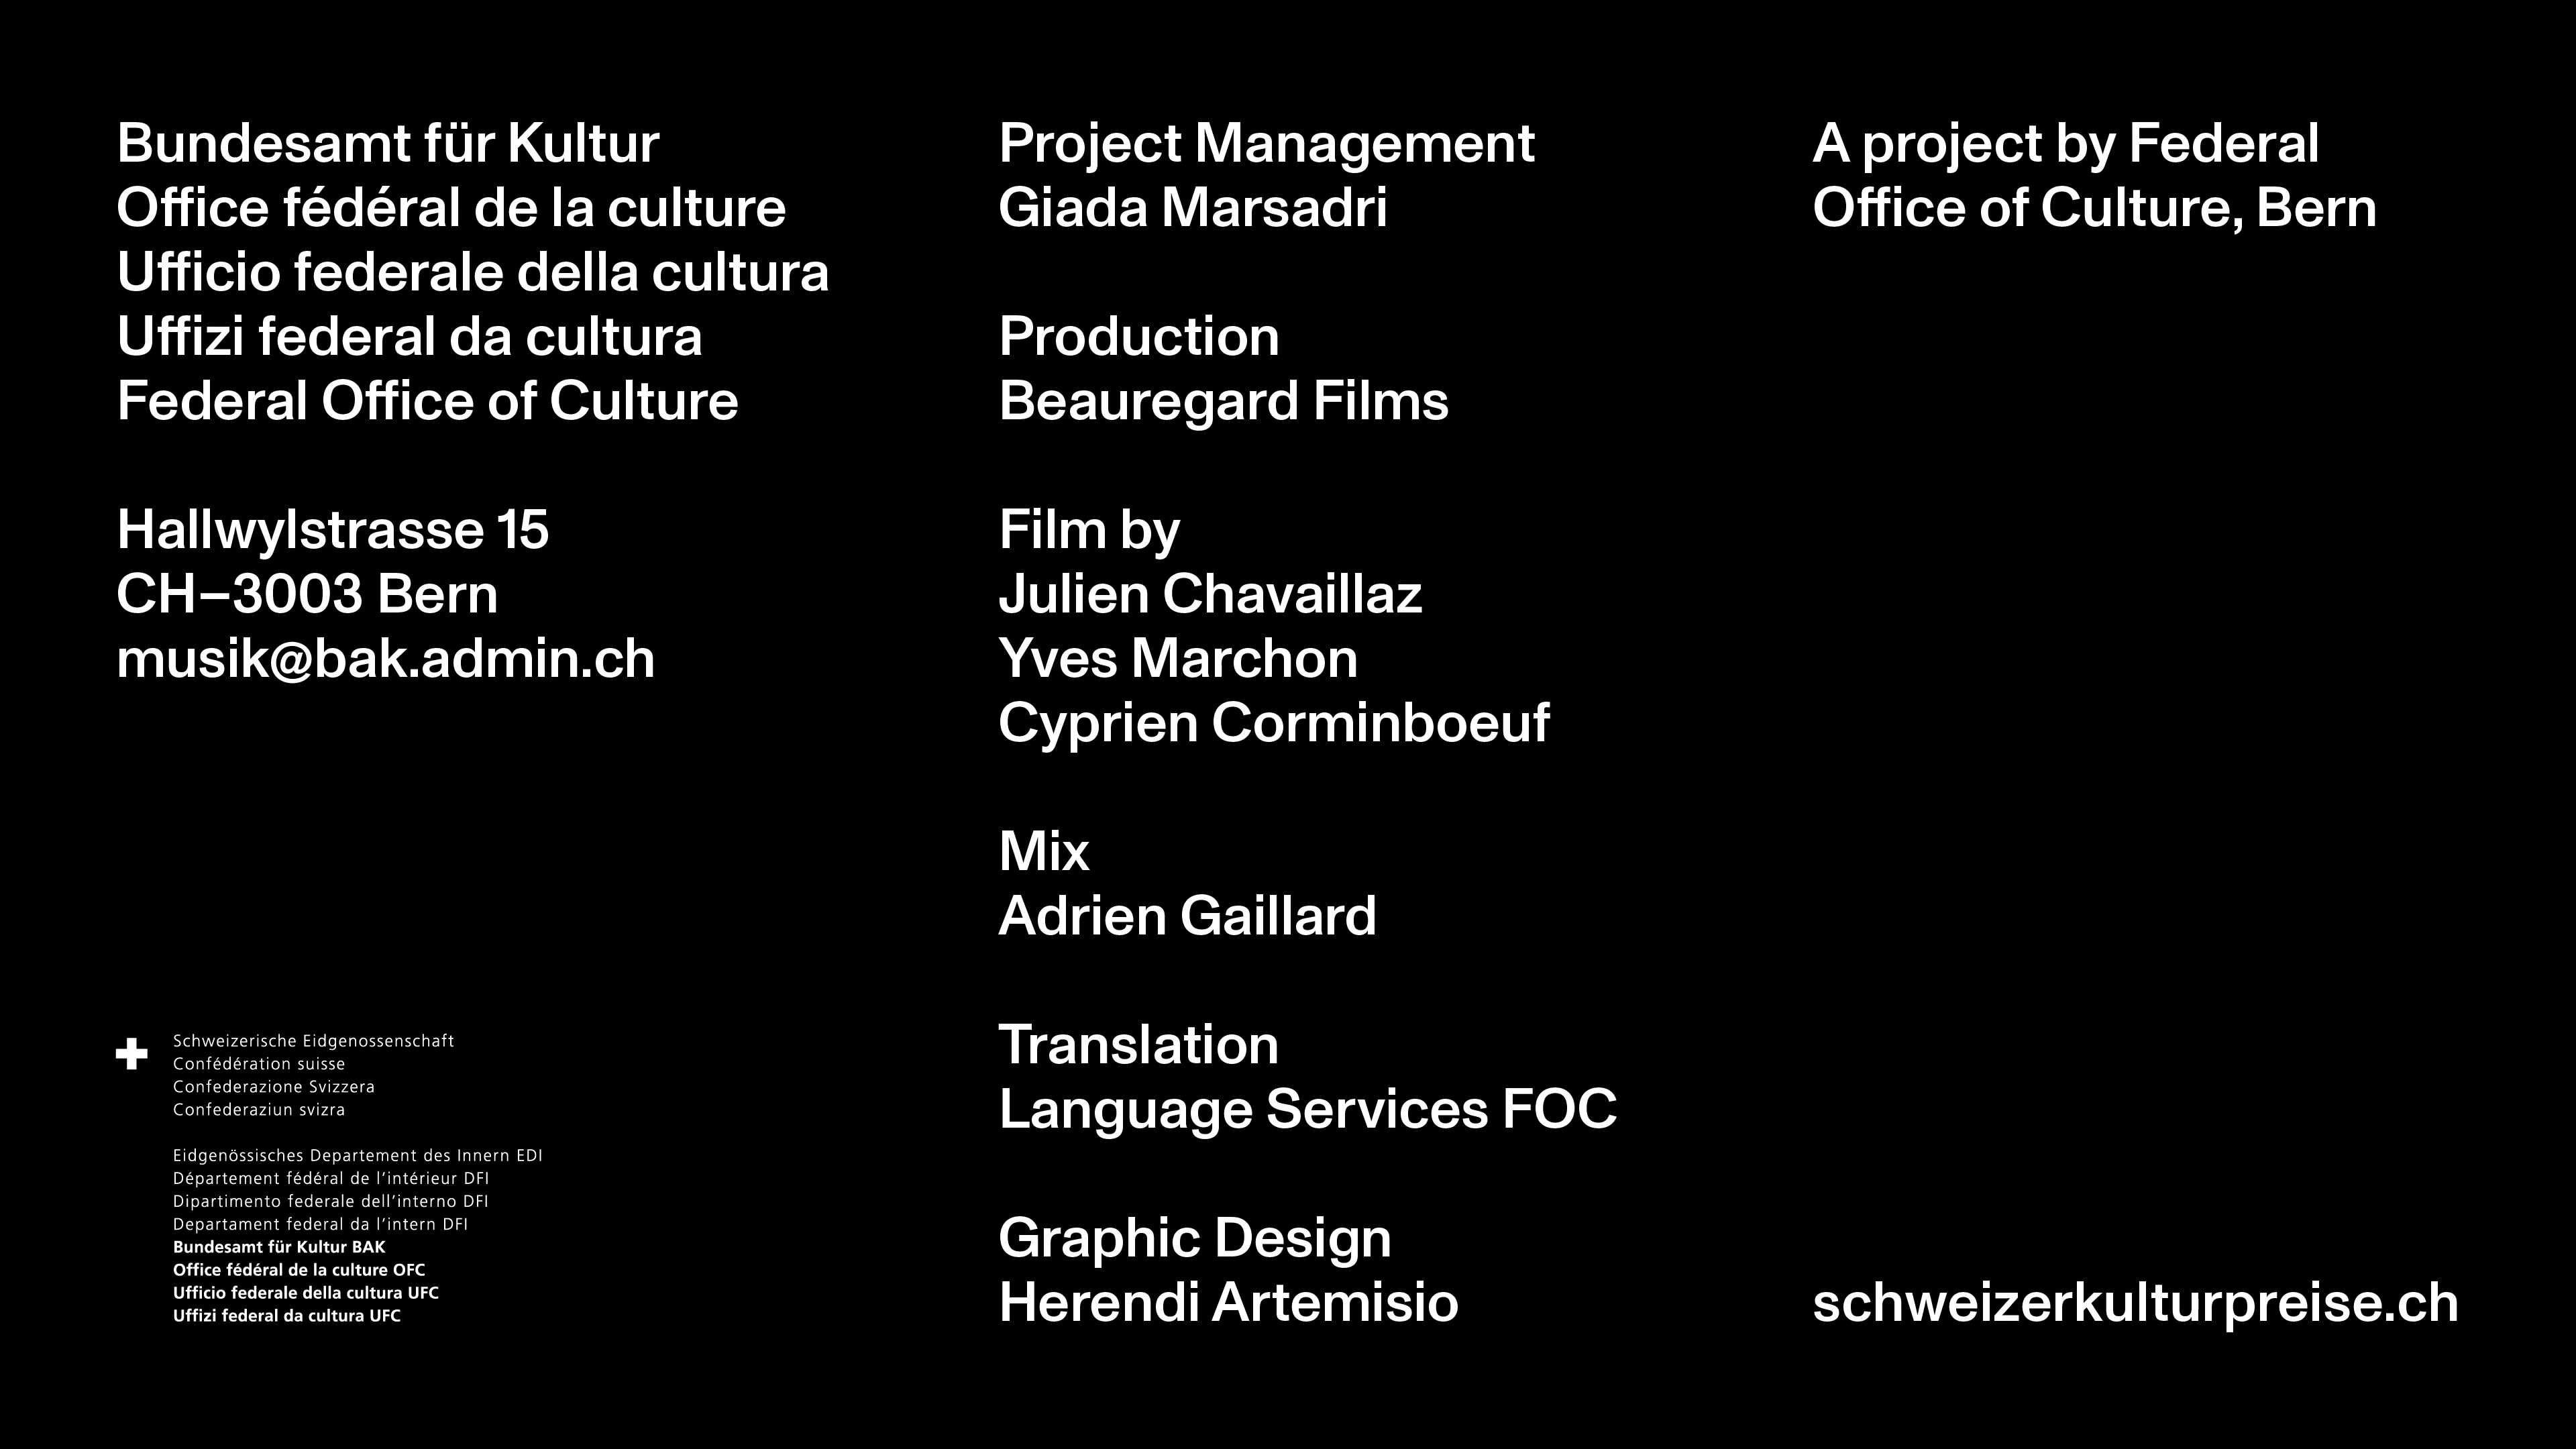 Bundesamt für Kultur
Office fédéral de la culture
Ufficio federale della cultura
Uffizi federal da cultura
Federal Office of Culture
Hallwylstrasse 15
CH–3003 Bern
musik@bak.admin.ch
Schweizerische Eidgenossenschaft
Confédération suisse
Confederazione Svizzera
Confederaziun svizra
Eidgenössisches Departement des Innern EDI
Département fédéral de l’intérieur DFI
Dipartimento federale dell’interno DFI
Departament federal da l’intern DFI
Bundesamt für Kultur BAK
Office fédéral de la culture OFC
Ufficio federale della cultura UFC
Uffizi federal da cultura UFC
Project Management
Giada Marsadri
Production
Beauregard Films
Film by
Julien Chavaillaz
Yves Marchon
Cyprien Corminboeuf
Mix
Adrien Gaillard
Translation
Language Services FOC
Graphic Design
Herendi Artemisio
A project by Federal
Office of Culture, Bern
schweizerkulturpreise.ch